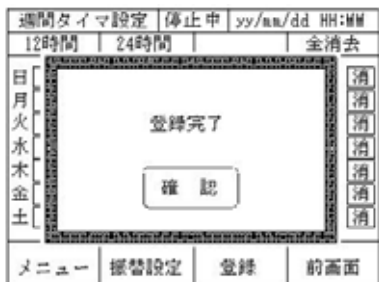 週間タイマ設定 停止中 yy/mm/dd HH:MM
12時間 24時間 全消去
日 消
月 消
火 消
水 消
木 消
金 消
土 消
登録完了
確 認
メニュー 振替設定 登録 前画面